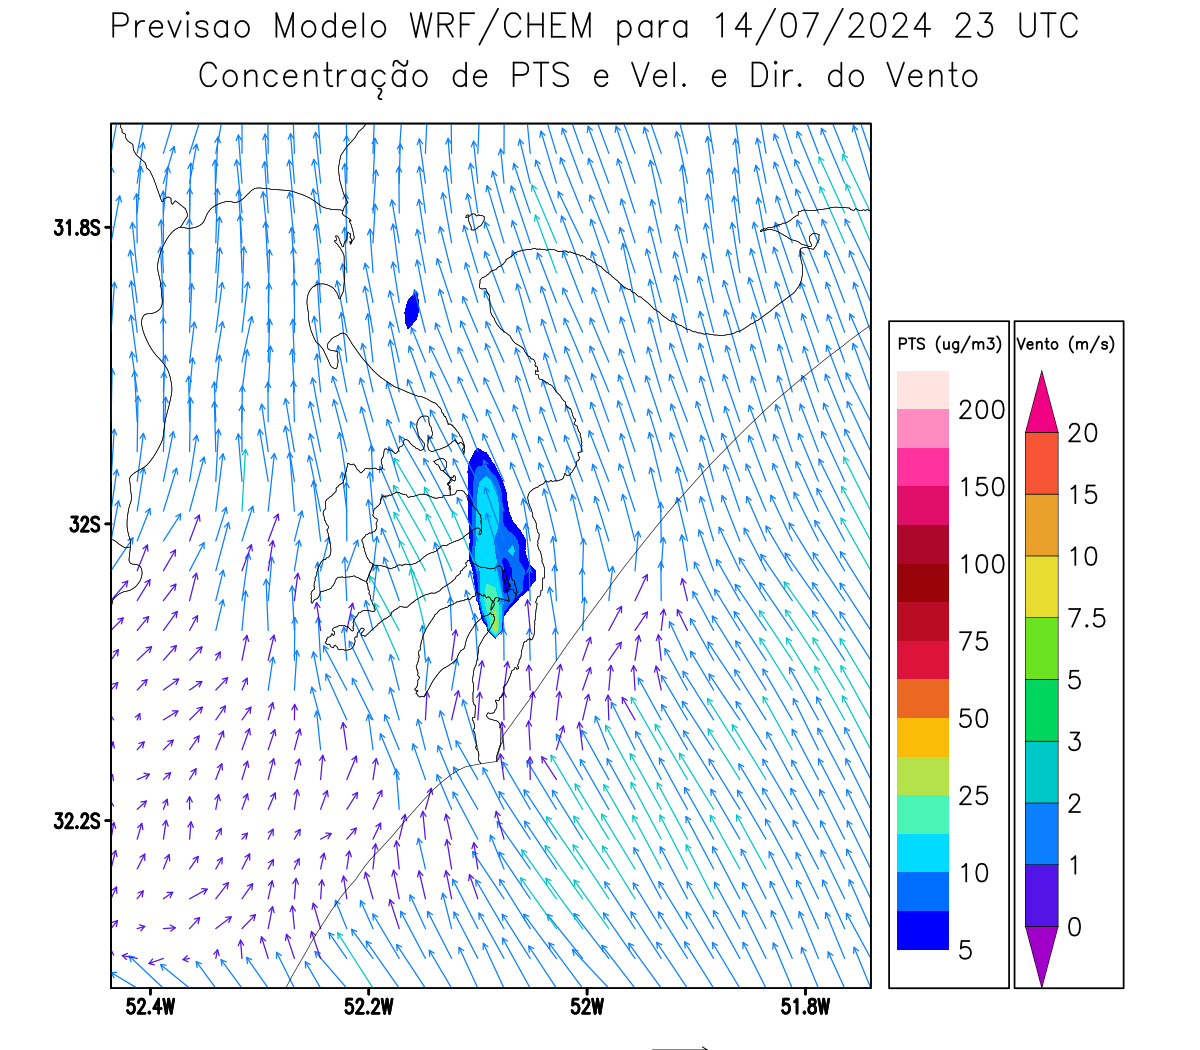 Previsao Modelo WRF/CHEM para 14/07/2024 23 UTC
Concentração de PTS e Vel. e Dir. do Vento
31.8S
32S
32.2S
52.4W 52.2W 52W 51.8W
PTS (ug/m3)
200
150
100
75
50
25
10
5
Vento (m/s)
20
15
10
7.5
5
3
2
1
0